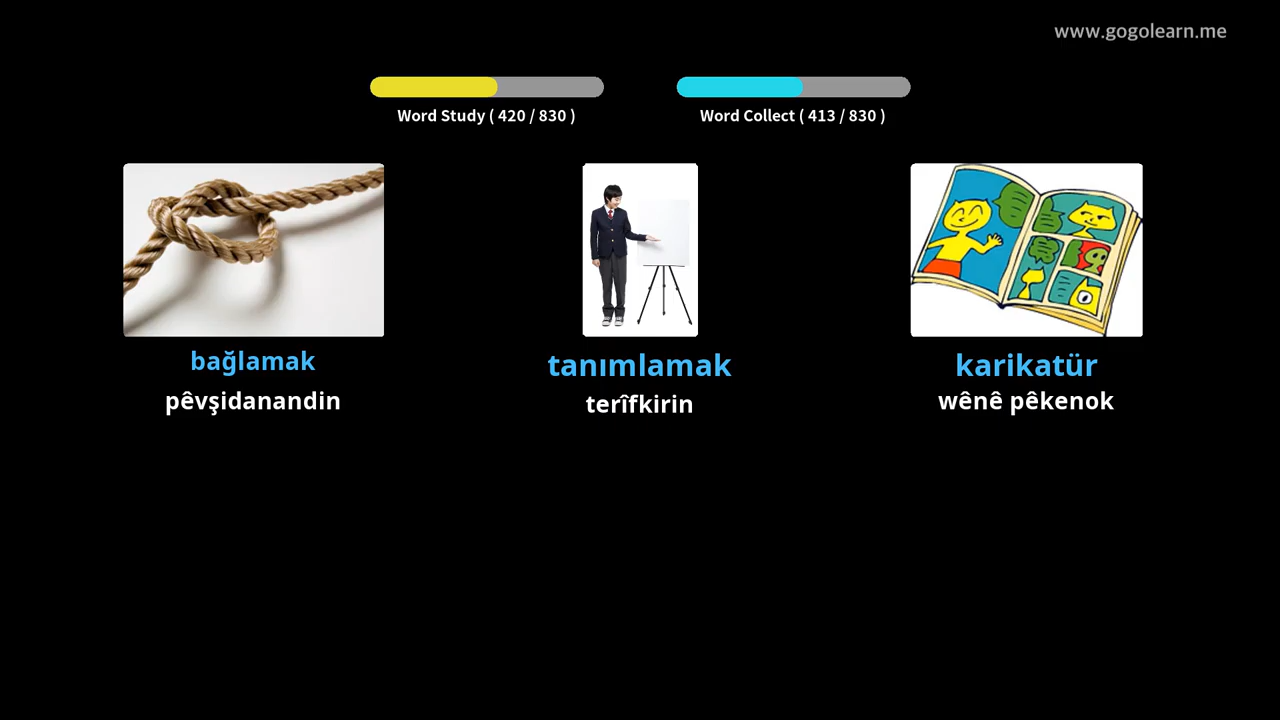 www.gogolearn.me
Word Study ( 420 / 830 )
Word Collect ( 413 / 830 )
bağlamak
pêvşidanandin
tanımlamak
terîfkirin
karikatür
wênê pêkenok